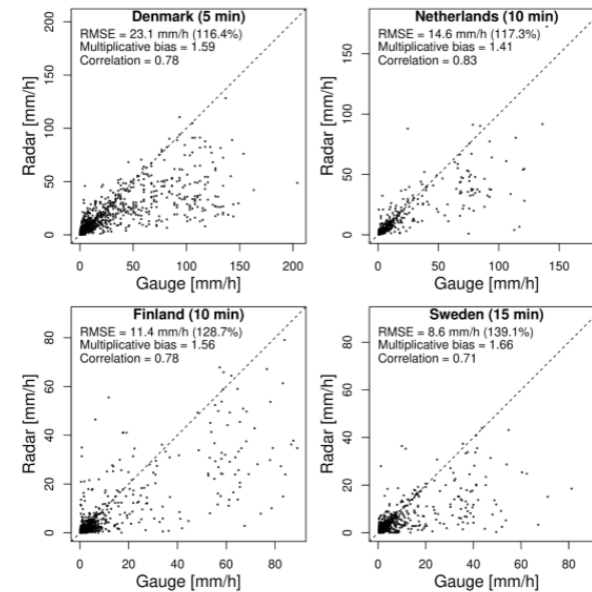 Denmark (5 min)
RMSE = 23.1 mm/h (116.4%)
Multiplicative bias = 1.59
Correlation = 0.78
Radar [mm/h]
0 50 100 150 200
0 50 100 150 200
Gauge [mm/h]
Netherlands (10 min)
RMSE = 14.6 mm/h (117.3%)
Multiplicative bias = 1.41
Correlation = 0.83
Radar [mm/h]
0 50 100 150
0 50 100 150
Gauge [mm/h]
Finland (10 min)
RMSE = 11.4 mm/h (128.7%)
Multiplicative bias = 1.56
Correlation = 0.78
Radar [mm/h]
0 20 40 60 80
0 20 40 60 80
Gauge [mm/h]
Sweden (15 min)
RMSE = 8.6 mm/h (139.1%)
Multiplicative bias = 1.66
Correlation = 0.71
Radar [mm/h]
0 20 40 60 80
0 20 40 60 80
Gauge [mm/h]